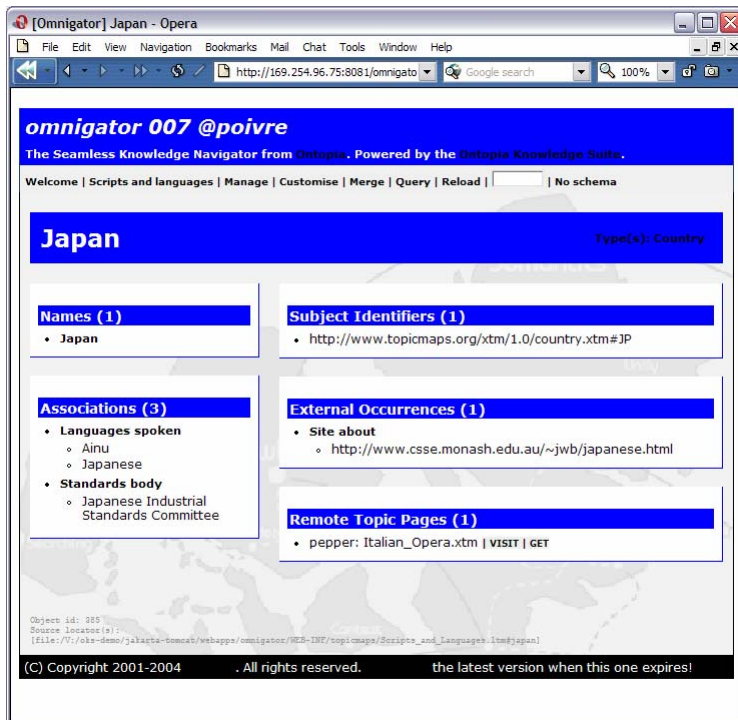 [Omnigator] Japan - Opera
File Edit View Navigation Bookmarks Mail Chat Tools Window Help
http://169.254.96.75:8081/omnigato Google search 100%
omnigator 007 @poivre
The Seamless Knowledge Navigator from Ontopia. Powered by the Ontopia Knowledge Suite.
Welcome | Scripts and languages | Manage | Customise | Merge | Query | Reload | | No schema
Japan
Type(s): Country
Names (1)
• Japan
Subject Identifiers (1)
• http://www.topicmaps.org/xtm/1.0/country.xtm#JP
Associations (3)
• Languages spoken
◦ Ainu
◦ Japanese
• Standards body
◦ Japanese Industrial
Standards Committee
External Occurrences (1)
• Site about
◦ http://www.csse.monash.edu.au/~jwb/japanese.html
Remote Topic Pages (1)
• pepper: Italian_Opera.xtm | VISIT | GET
Object id: 385
Source locator(s):
[file:/V:/oks-demo/jakarta-tomcat/webapps/omnigator/WEB-INF/topicmaps/Scripts_and_Languages.ltm#japan]
(C) Copyright 2001-2004 . All rights reserved. the latest version when this one expires!